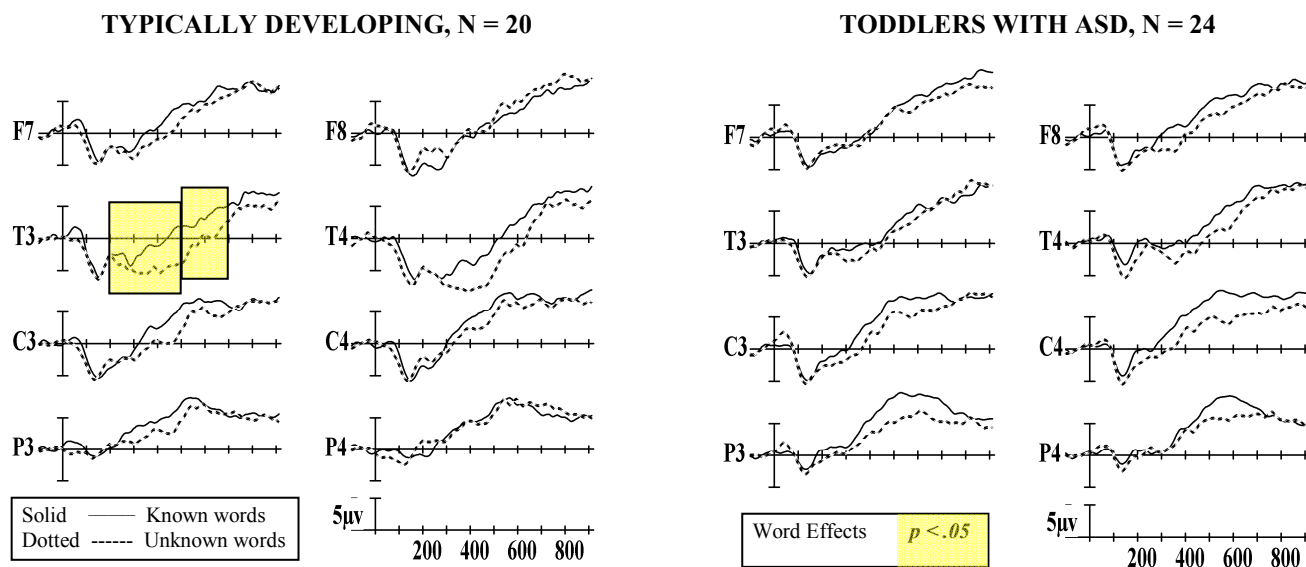 TYPICALLY DEVELOPING, N = 20
F7
F8
T3
T4
C3
C4
P3
P4
Solid Known words
Dotted Unknown words
5µv
200 400 600 800
TODDLERS WITH ASD, N = 24
F7
F8
T3
T4
C3
C4
P3
P4
Word Effects p < .05
5µv
200 400 600 800